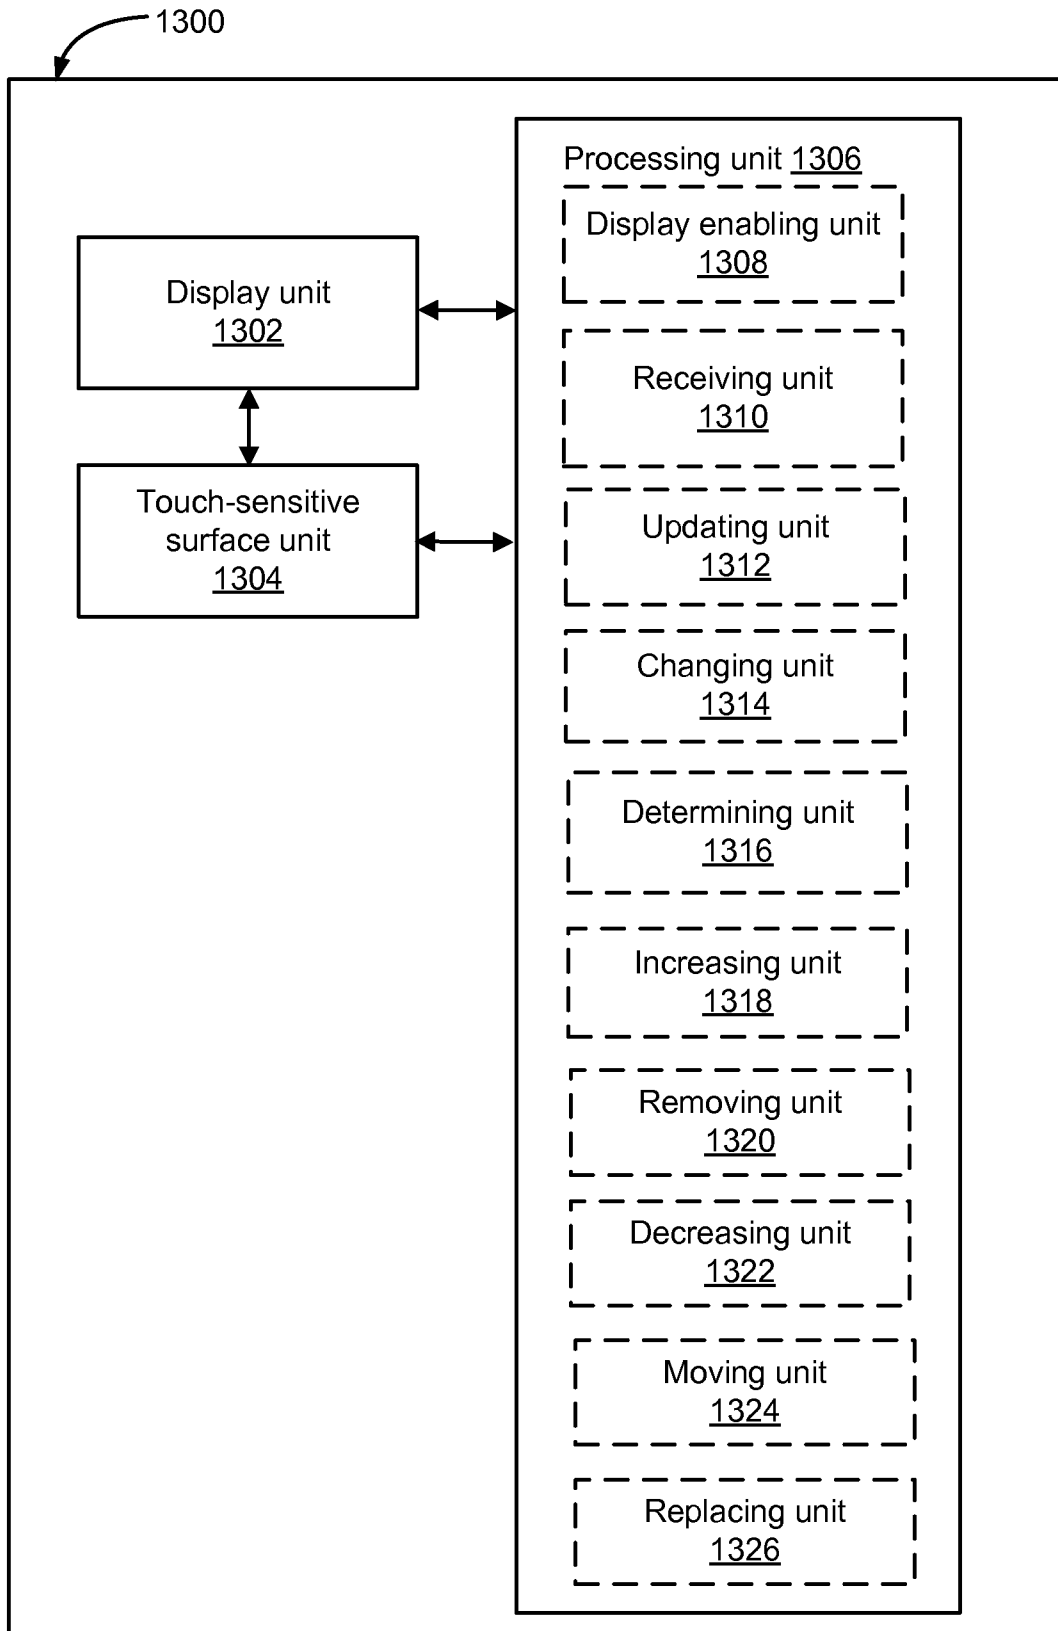 1300
Display unit
1302
Touch-sensitive
surface unit
1304
Processing unit 1306
Display enabling unit
1308
Receiving unit
1310
Updating unit
1312
Changing unit
1314
Determining unit
1316
Increasing unit
1318
Removing unit
1320
Decreasing unit
1322
Moving unit
1324
Replacing unit
1326